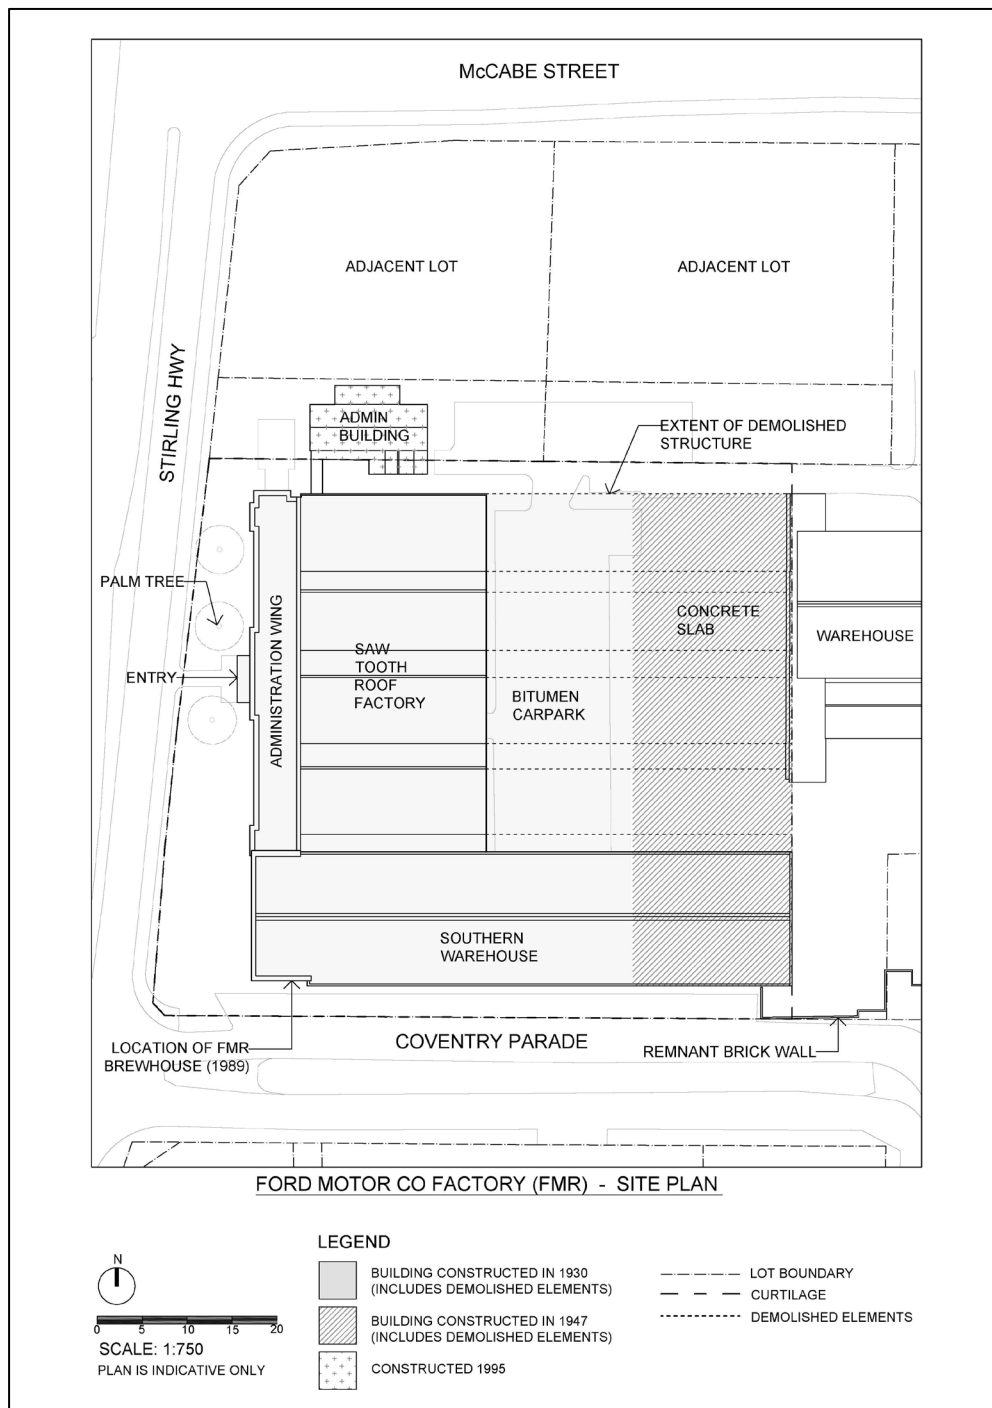 McCABE STREET
ADJACENT LOT
ADJACENT LOT
STIRLING HWY
ADMIN
BUILDING
EXTENT OF DEMOLISHED
STRUCTURE
PALM TREE
ENTRY
ADMINISTRATION WING
SAW
TOOTH
ROOF
FACTORY
BITUMEN
CARPARK
CONCRETE
SLAB
WAREHOUSE
SOUTHERN
WAREHOUSE
LOCATION OF FMR
BREWHOUSE (1989)
COVENTRY PARADE
REMNANT BRICK WALL
FORD MOTOR CO FACTORY (FMR) - SITE PLAN
N
0 5 10 15 20
SCALE: 1:750
PLAN IS INDICATIVE ONLY
LEGEND
BUILDING CONSTRUCTED IN 1930
(INCLUDES DEMOLISHED ELEMENTS)
BUILDING CONSTRUCTED IN 1947
(INCLUDES DEMOLISHED ELEMENTS)
CONSTRUCTED 1995
LOT BOUNDARY
CURTILAGE
DEMOLISHED ELEMENTS